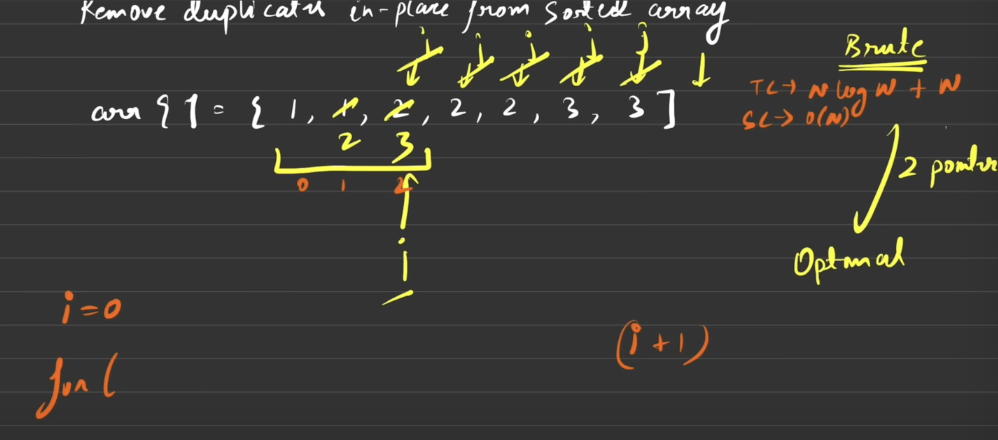 Remove duplicates in-place from sorted array
j j j j j
Brute
TC → N log N + N
SC → O(N)
arr [ ] = { 1, 1, 2, 2, 2, 3, 3 ]
2 3
0 1 2
2 pointer
i
Optimal
i = 0
(i + 1)
for (